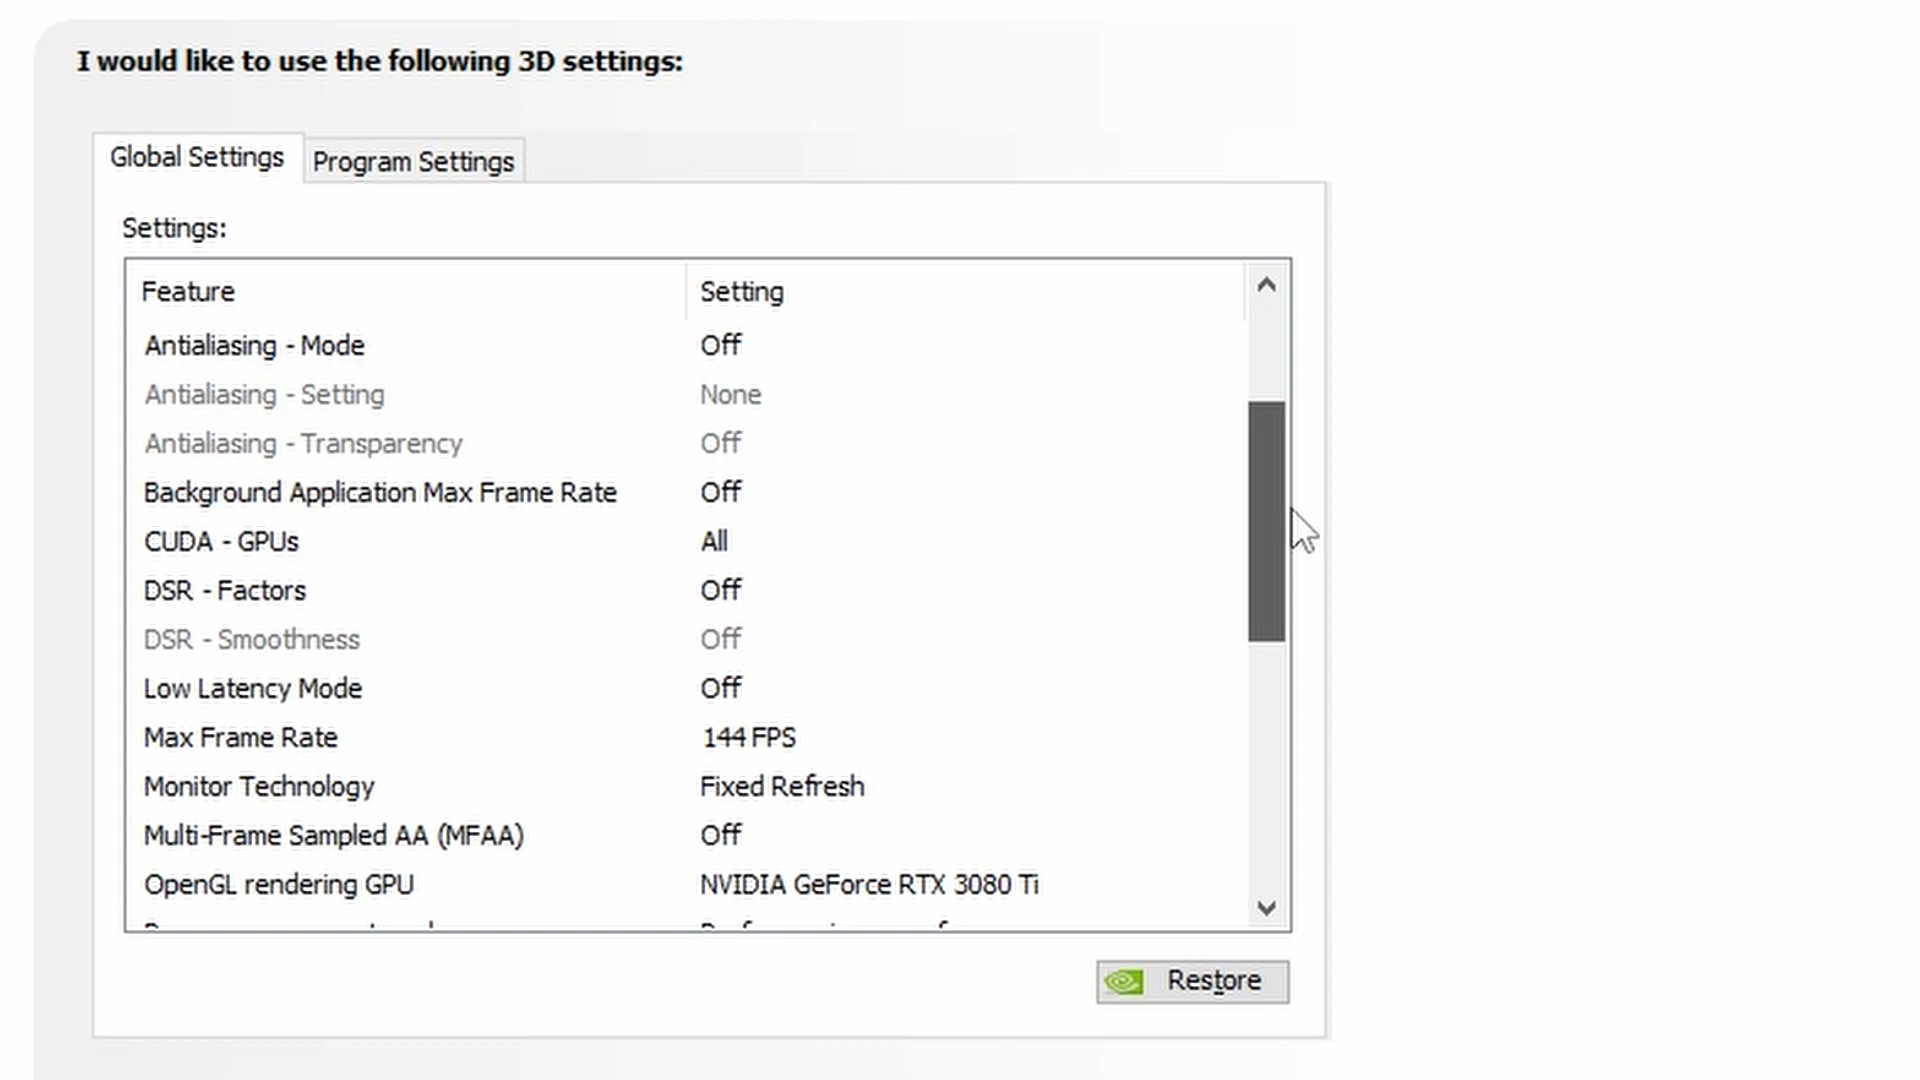 I would like to use the following 3D settings:
Global Settings Program Settings
Settings:
Feature Setting
Antialiasing - Mode Off
Antialiasing - Setting None
Antialiasing - Transparency Off
Background Application Max Frame Rate Off
CUDA - GPUs All
DSR - Factors Off
DSR - Smoothness Off
Low Latency Mode Off
Max Frame Rate 144 FPS
Monitor Technology Fixed Refresh
Multi-Frame Sampled AA (MFAA) Off
OpenGL rendering GPU NVIDIA GeForce RTX 3080 Ti
Restore